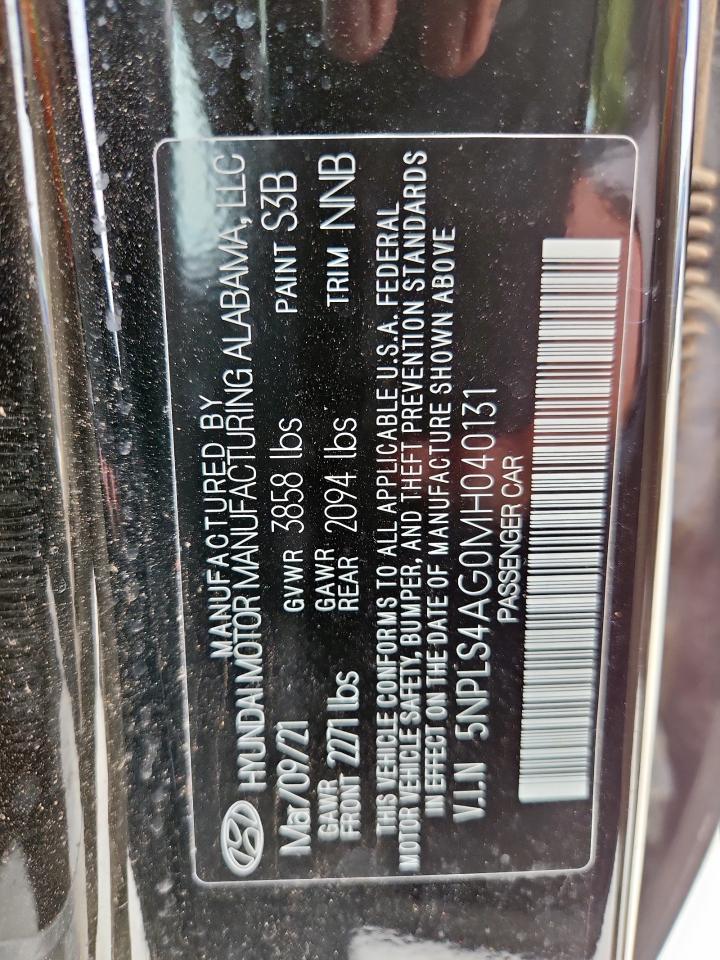 MANUFACTURED BY
HYUNDAI MOTOR MANUFACTURING ALABAMA, LLC
Mar/09/21 GVWR 3858 lbs PAINT S3B
GAWR FRONT 2271 lbs GAWR REAR 2094 lbs TRIM NNB
THIS VEHICLE CONFORMS TO ALL APPLICABLE U.S.A. FEDERAL
MOTOR VEHICLE SAFETY, BUMPER, AND THEFT PREVENTION STANDARDS
IN EFFECT ON THE DATE OF MANUFACTURE SHOWN ABOVE
V.I.N 5NPLS4AG0MH040131
PASSENGER CAR